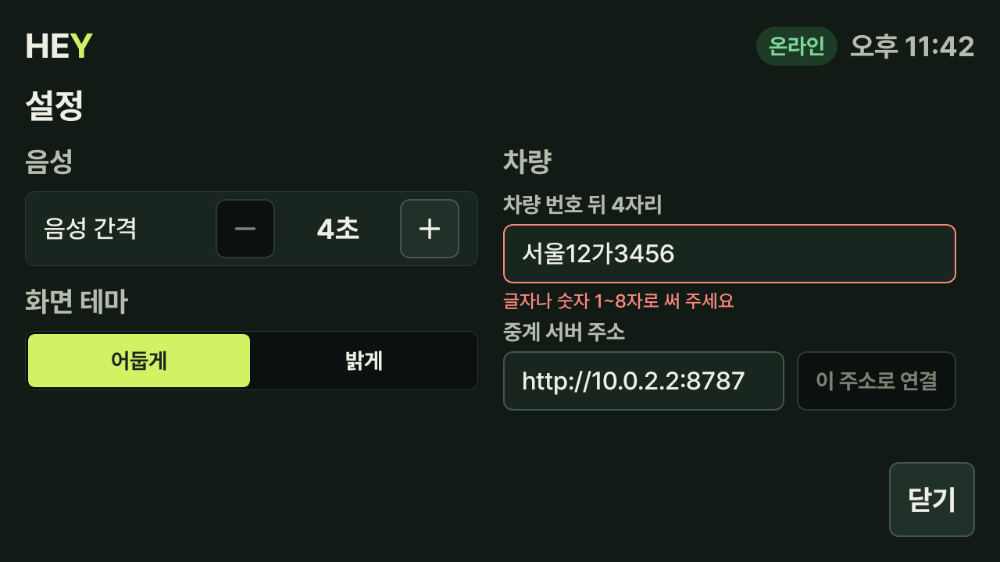 HEY
온라인 오후 11:42
설정
음성
음성 간격 − 4초 +
화면 테마
어둡게 밝게
차량
차량 번호 뒤 4자리
서울12가3456
글자나 숫자 1~8자로 써 주세요
중계 서버 주소
http://10.0.2.2:8787 이 주소로 연결
닫기